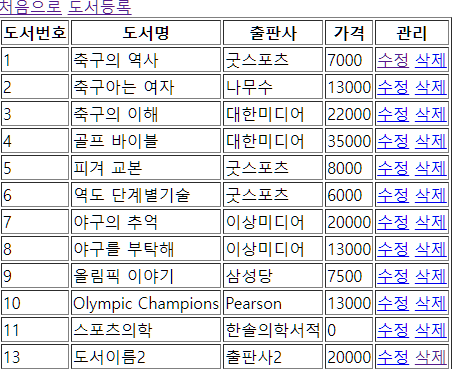 처음으로 도서등록
도서번호 도서명 출판사 가격 관리
1 축구의 역사 굿스포츠 7000 수정 삭제
2 축구아는 여자 나무수 13000 수정 삭제
3 축구의 이해 대한미디어 22000 수정 삭제
4 골프 바이블 대한미디어 35000 수정 삭제
5 피겨 교본 굿스포츠 8000 수정 삭제
6 역도 단계별기술 굿스포츠 6000 수정 삭제
7 야구의 추억 이상미디어 20000 수정 삭제
8 야구를 부탁해 이상미디어 13000 수정 삭제
9 올림픽 이야기 삼성당 7500 수정 삭제
10 Olympic Champions Pearson 13000 수정 삭제
11 스포츠의학 한솔의학서적 0 수정 삭제
13 도서이름2 출판사2 20000 수정 삭제